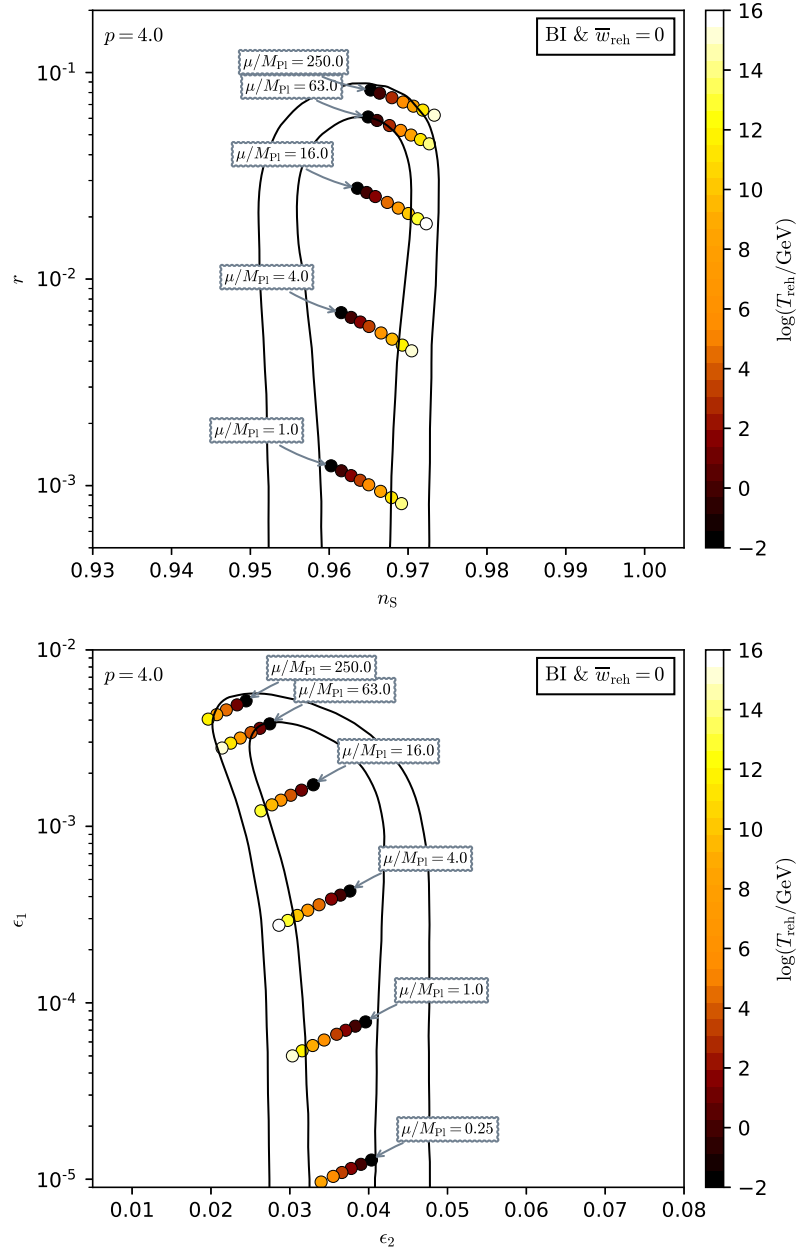 p = 4.0
BI & w̅reh = 0
μ/MPl = 250.0
μ/MPl = 63.0
μ/MPl = 16.0
μ/MPl = 4.0
μ/MPl = 1.0
10⁻¹
10⁻²
10⁻³
r
0.93 0.94 0.95 0.96 0.97 0.98 0.99 1.00
nS
16
14
12
10
8
6
4
2
0
−2
log(Treh/GeV)
p = 4.0
BI & w̅reh = 0
μ/MPl = 250.0
μ/MPl = 63.0
μ/MPl = 16.0
μ/MPl = 4.0
μ/MPl = 1.0
μ/MPl = 0.25
10⁻²
10⁻³
10⁻⁴
10⁻⁵
ϵ1
0.01 0.02 0.03 0.04 0.05 0.06 0.07 0.08
ϵ2
16
14
12
10
8
6
4
2
0
−2
log(Treh/GeV)